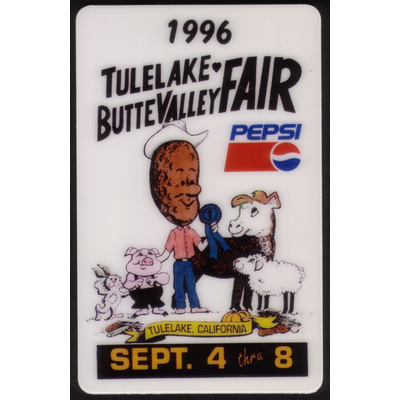 1996
TULELAKE♥
BUTTE VALLEY FAIR
PEPSI
TULELAKE, CALIFORNIA
SEPT. 4 thru 8